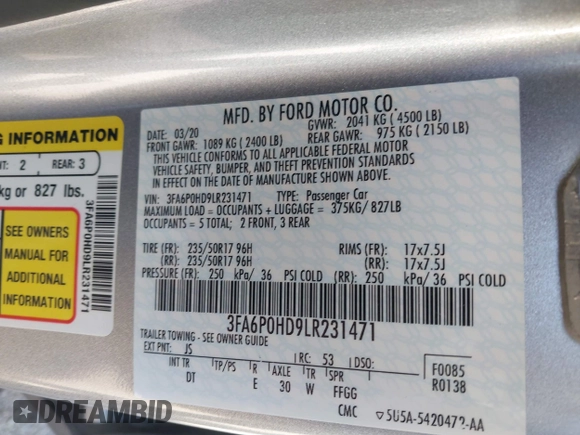 MFD. BY FORD MOTOR CO.
DATE: 03/20 GVWR: 2041 KG ( 4500 LB)
FRONT GAWR: 1089 KG ( 2400 LB) REAR GAWR: 975 KG ( 2150 LB)
THIS VEHICLE CONFORMS TO ALL APPLICABLE FEDERAL MOTOR
VEHICLE SAFETY, BUMPER, AND THEFT PREVENTION STANDARDS
IN EFFECT ON THE DATE OF MANUFACTURE SHOWN ABOVE.
VIN: 3FA6P0HD9LR231471 TYPE: Passenger Car
MAXIMUM LOAD = OCCUPANTS + LUGGAGE = 375KG/ 827LB
OCCUPANTS = 5 TOTAL; 2 FRONT, 3 REAR
TIRE (FR): 235/50R17 96H RIMS (FR): 17x7.5J
(RR): 235/50R17 96H (RR): 17x7.5J
PRESSURE (FR): 250 kPa/ 36 PSI COLD (RR): 250 kPa/ 36 PSI COLD
3FA6P0HD9LR231471
TRAILER TOWING - SEE OWNER GUIDE
EXT PNT: JS RC: 53 DSO: F0085
INT TR TP/PS R AXLE TR SPR R0138
DT E 30 W FFGG
CMC 5U5A-5420472-AA
G INFORMATION
NT: 2 REAR: 3
kg or 827 lbs.
SEE OWNERS
MANUAL FOR
ADDITIONAL
INFORMATION
3FA6P0HD9LR231471
DREAMBID